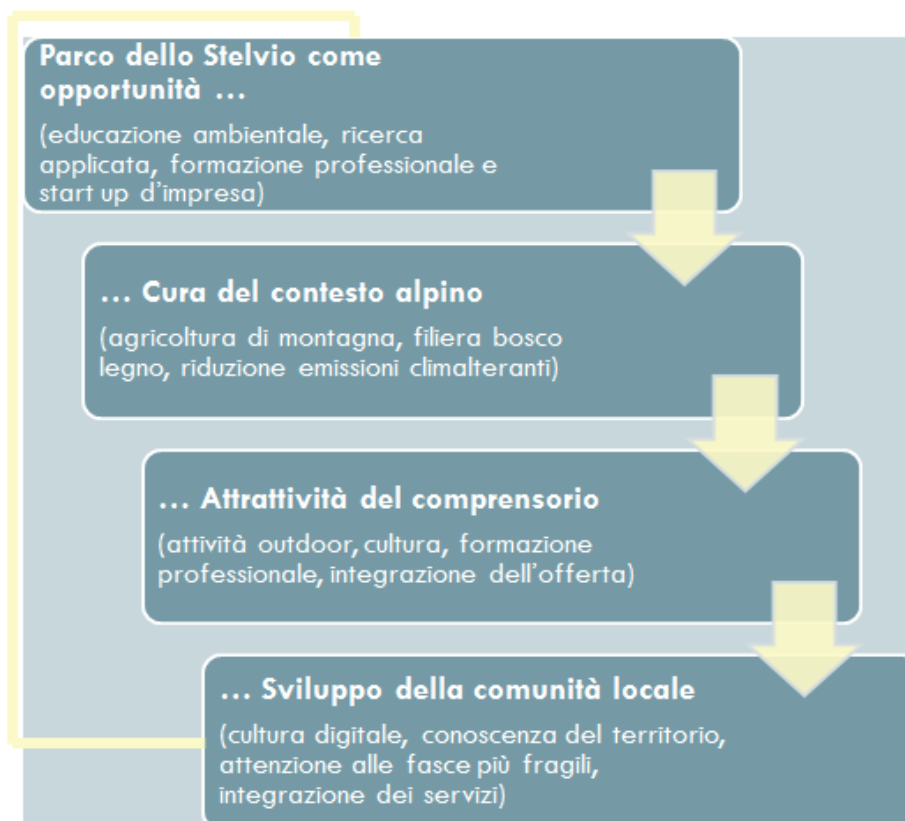 Parco dello Stelvio come
opportunità …
(educazione ambientale, ricerca
applicata, formazione professionale e
start up d'impresa)
… Cura del contesto alpino
(agricoltura di montagna, filiera bosco
legno, riduzione emissioni climalteranti)
… Attrattività del comprensorio
(attività outdoor, cultura, formazione
professionale, integrazione dell'offerta)
… Sviluppo della comunità locale
(cultura digitale, conoscenza del territorio,
attenzione alle fasce più fragili,
integrazione dei servizi)